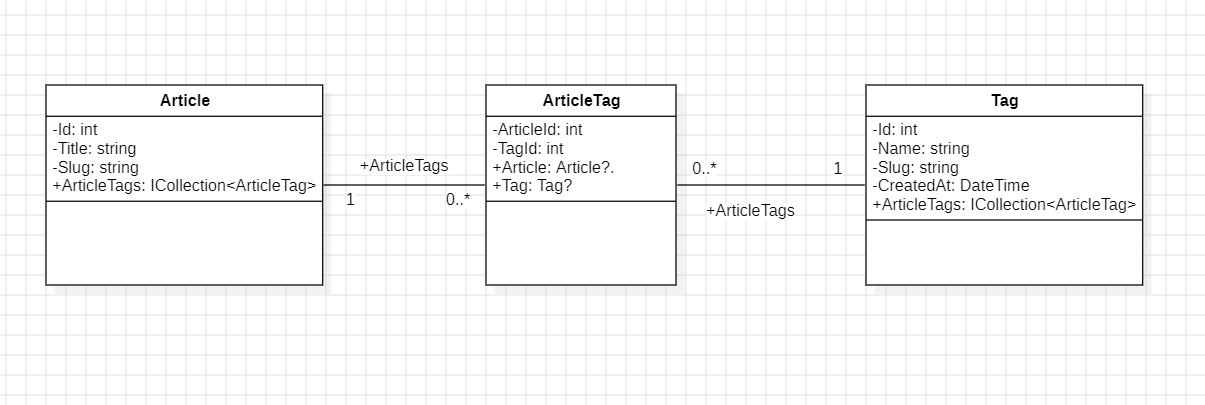 Article
-Id: int
-Title: string
-Slug: string
+ArticleTags: ICollection<ArticleTag>
+ArticleTags
1
0..*
ArticleTag
-ArticleId: int
-TagId: int
+Article: Article?.
+Tag: Tag?
0..*
1
+ArticleTags
Tag
-Id: int
-Name: string
-Slug: string
-CreatedAt: DateTime
+ArticleTags: ICollection<ArticleTag>